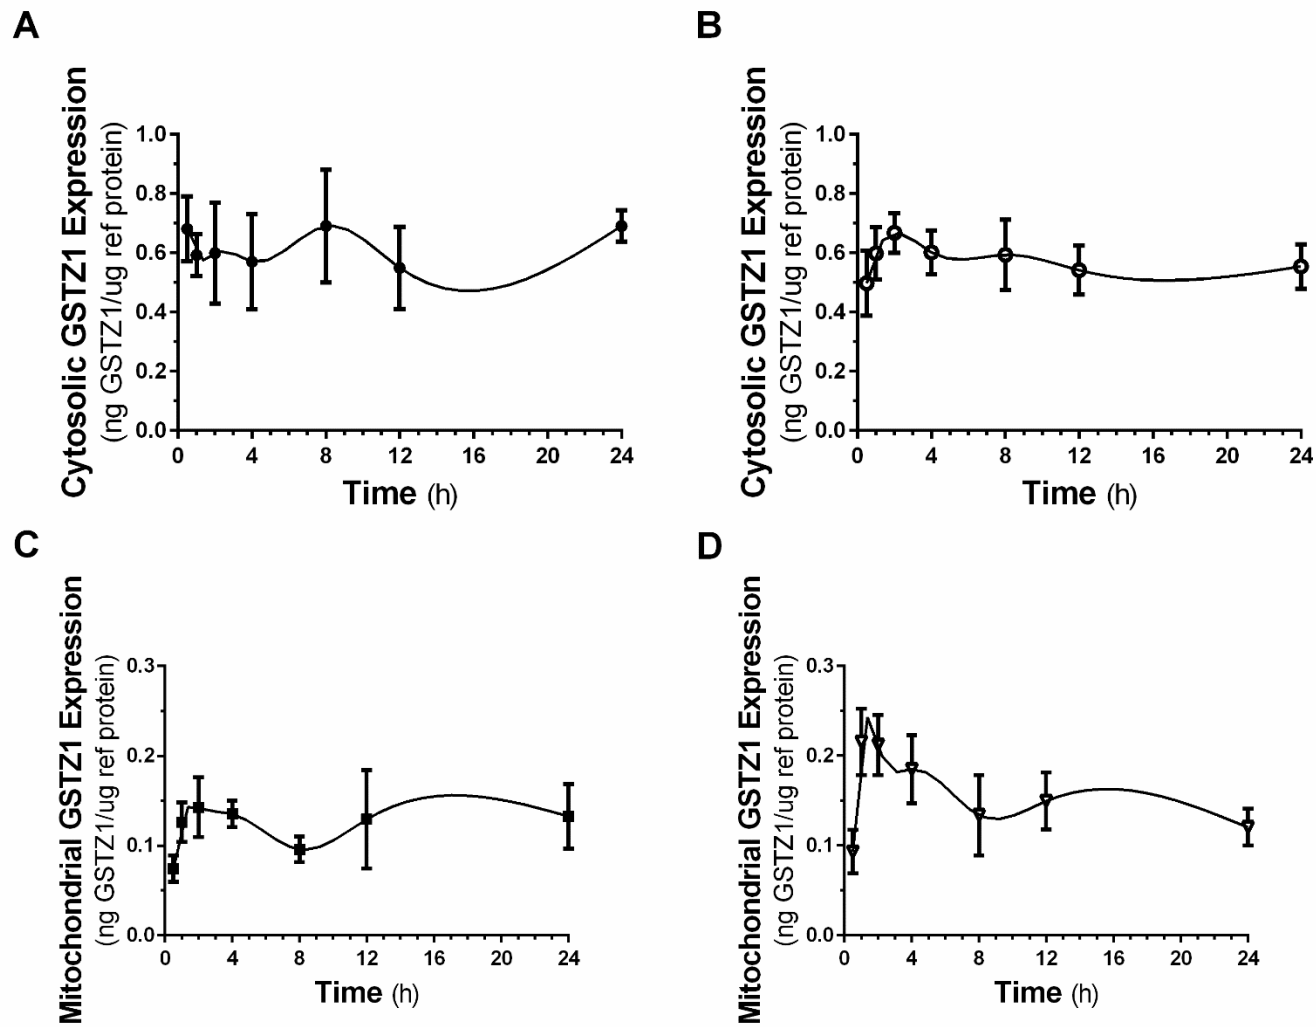 A
Cytosolic GSTZ1 Expression
(ng GSTZ1/ug ref protein)
1.0
0.8
0.6
0.4
0.2
0.0
0 4 8 12 16 20 24
Time (h)
B
Cytosolic GSTZ1 Expression
(ng GSTZ1/ug ref protein)
1.0
0.8
0.6
0.4
0.2
0.0
0 4 8 12 16 20 24
Time (h)
C
Mitochondrial GSTZ1 Expression
(ng GSTZ1/ug ref protein)
0.3
0.2
0.1
0.0
0 4 8 12 16 20 24
Time (h)
D
Mitochondrial GSTZ1 Expression
(ng GSTZ1/ug ref protein)
0.3
0.2
0.1
0.0
0 4 8 12 16 20 24
Time (h)